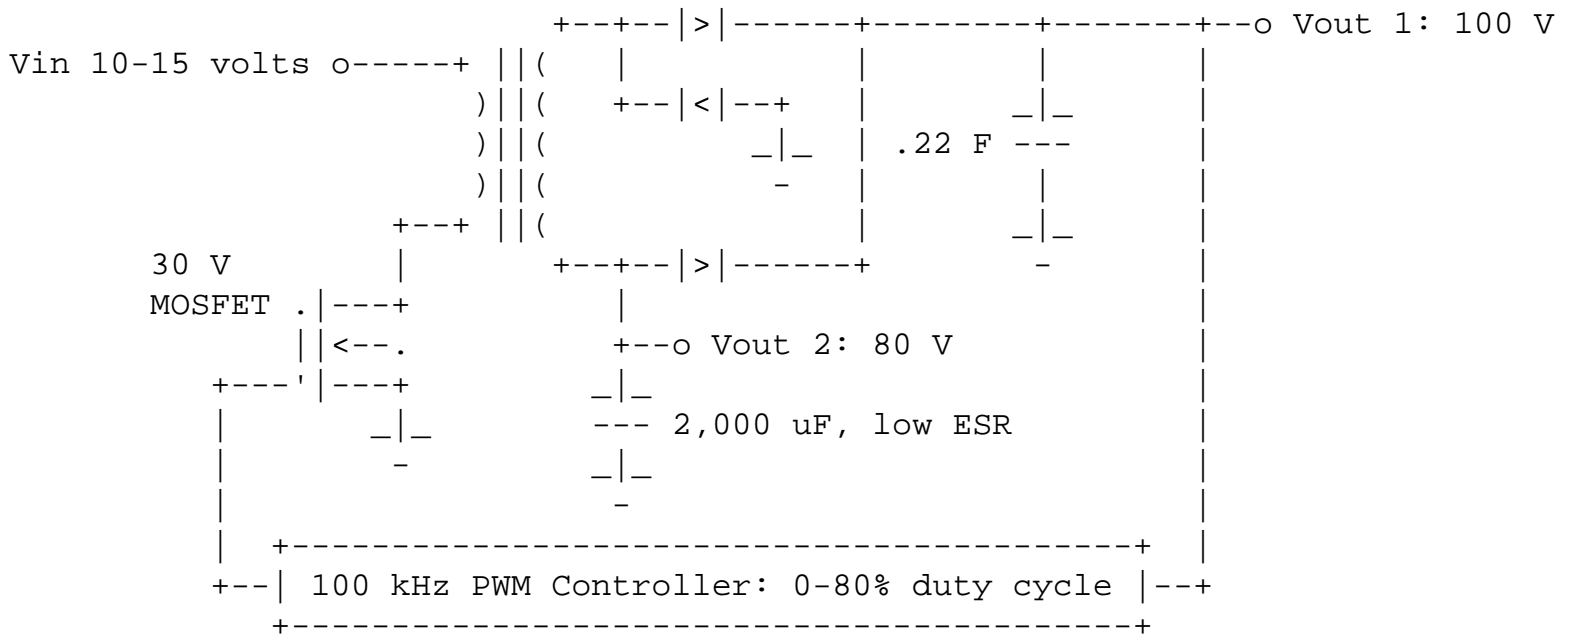 Vout 1: 100 V
Vin 10-15 volts
.22 F
30 V
MOSFET
Vout 2: 80 V
2,000 uF, low ESR
100 kHz PWM Controller: 0-80% duty cycle